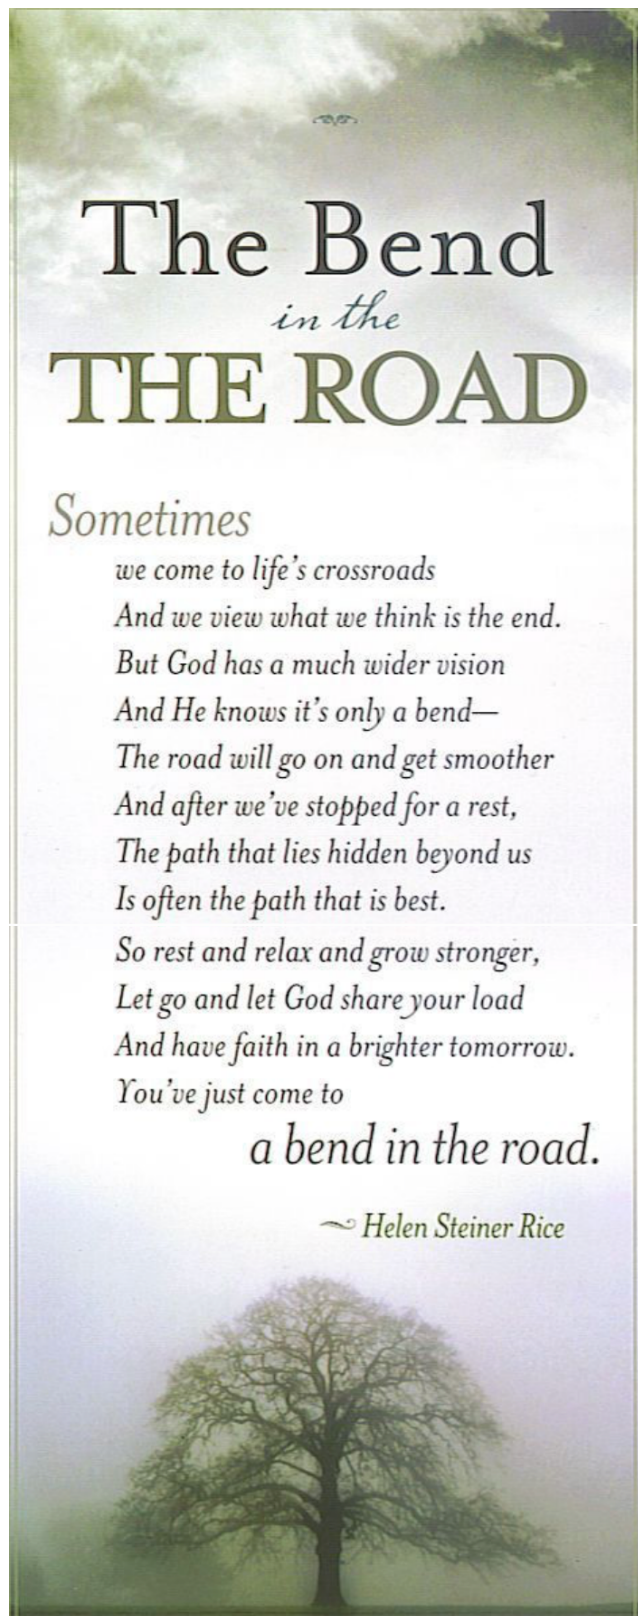 The Bend
in the
THE ROAD
Sometimes
we come to life's crossroads
And we view what we think is the end.
But God has a much wider vision
And He knows it's only a bend—
The road will go on and get smoother
And after we've stopped for a rest,
The path that lies hidden beyond us
Is often the path that is best.
So rest and relax and grow stronger,
Let go and let God share your load
And have faith in a brighter tomorrow.
You've just come to
a bend in the road.
~ Helen Steiner Rice